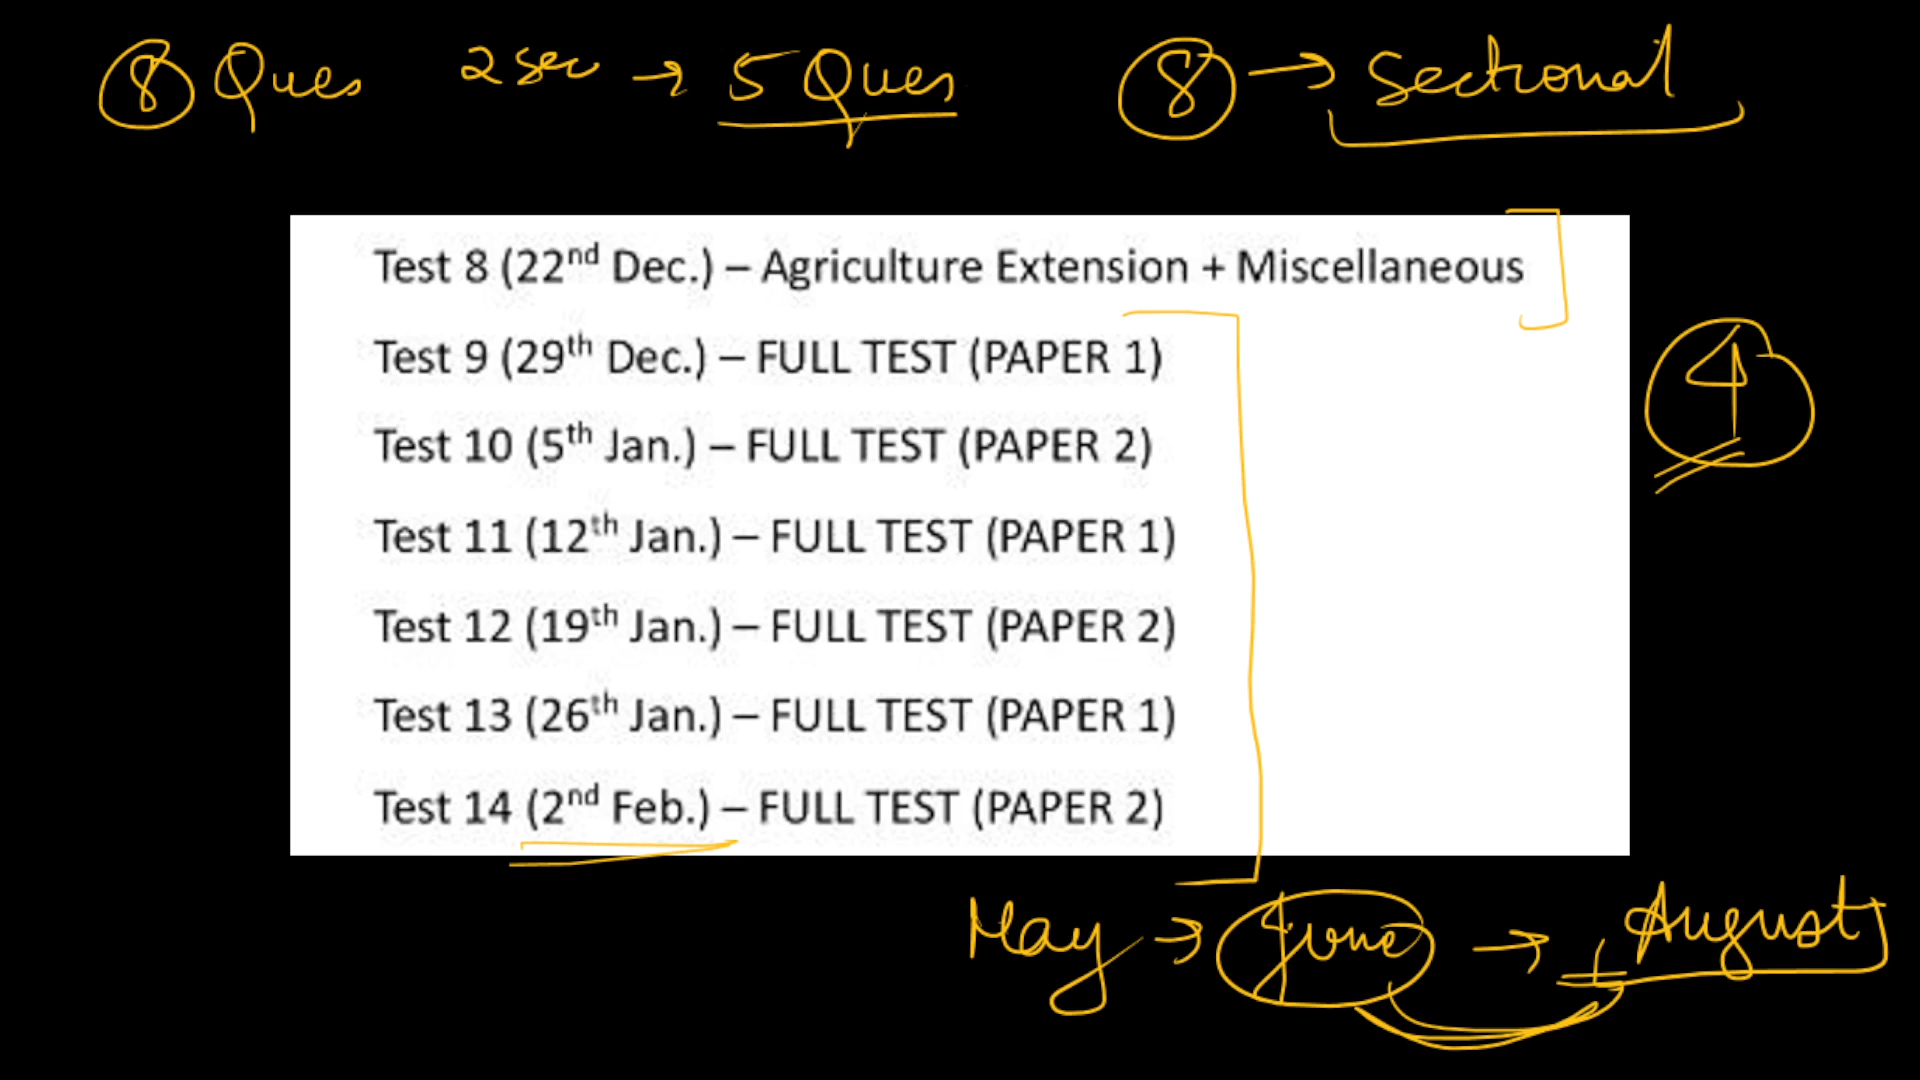 8 Ques 2 sec → 5 Ques 8 → Sectional
Test 8 (22nd Dec.) – Agriculture Extension + Miscellaneous
Test 9 (29th Dec.) – FULL TEST (PAPER 1)
Test 10 (5th Jan.) – FULL TEST (PAPER 2)
4
Test 11 (12th Jan.) – FULL TEST (PAPER 1)
Test 12 (19th Jan.) – FULL TEST (PAPER 2)
Test 13 (26th Jan.) – FULL TEST (PAPER 1)
Test 14 (2nd Feb.) – FULL TEST (PAPER 2)
May → June → August